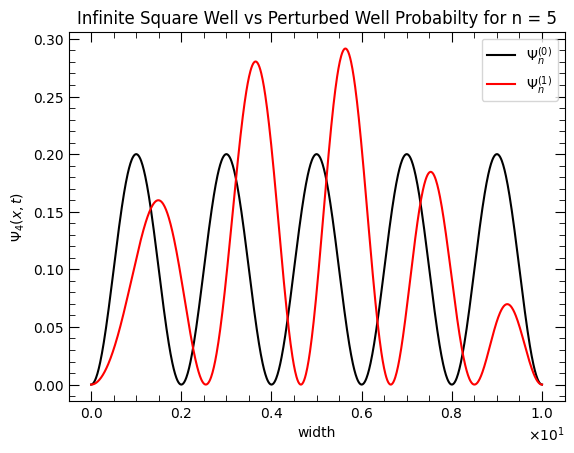 Infinite Square Well vs Perturbed Well Probabilty for n = 5
Ψₙ⁽⁰⁾
Ψₙ⁽¹⁾
Ψ₄(x, t)
0.30
0.25
0.20
0.15
0.10
0.05
0.00
0.0 0.2 0.4 0.6 0.8 1.0
width
×10¹